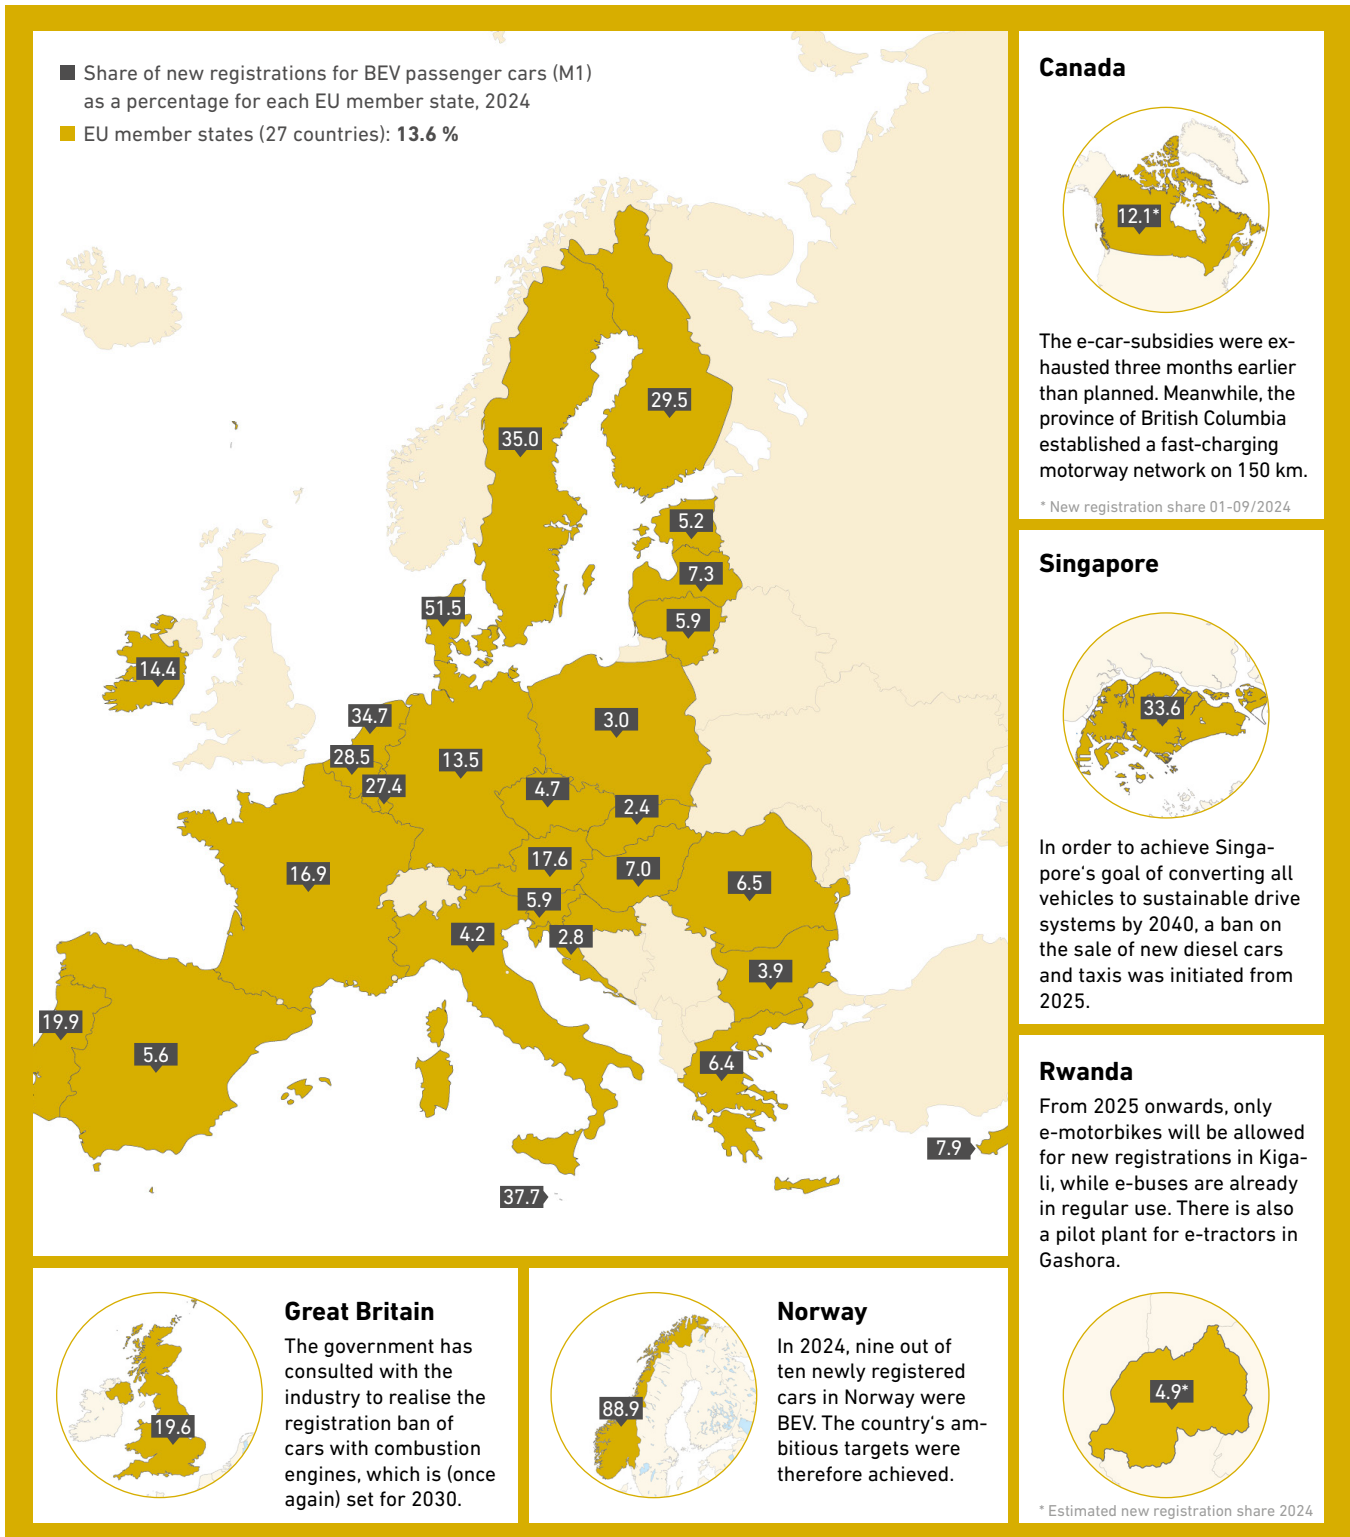 Share of new registrations for BEV passenger cars (M1)
as a percentage for each EU member state, 2024
EU member states (27 countries): 13.6 %
29.5
35.0
5.2
7.3
51.5
5.9
14.4
34.7
3.0
28.5
13.5
27.4
4.7
2.4
17.6
7.0
16.9
6.5
5.9
4.2
2.8
3.9
19.9
5.6
6.4
7.9
37.7
Canada
12.1*
The e-car-subsidies were ex-
hausted three months earlier
than planned. Meanwhile, the
province of British Columbia
established a fast-charging
motorway network on 150 km.
* New registration share 01-09/2024
Singapore
33.6
In order to achieve Singa-
pore‘s goal of converting all
vehicles to sustainable drive
systems by 2040, a ban on
the sale of new diesel cars
and taxis was initiated from
2025.
Rwanda
From 2025 onwards, only
e-motorbikes will be allowed
for new registrations in Kiga-
li, while e-buses are already
in regular use. There is also
a pilot plant for e-tractors in
Gashora.
4.9*
* Estimated new registration share 2024
Great Britain
19.6
The government has
consulted with the
industry to realise the
registration ban of
cars with combustion
engines, which is (once
again) set for 2030.
Norway
88.9
In 2024, nine out of
ten newly registered
cars in Norway were
BEV. The country‘s am-
bitious targets were
therefore achieved.